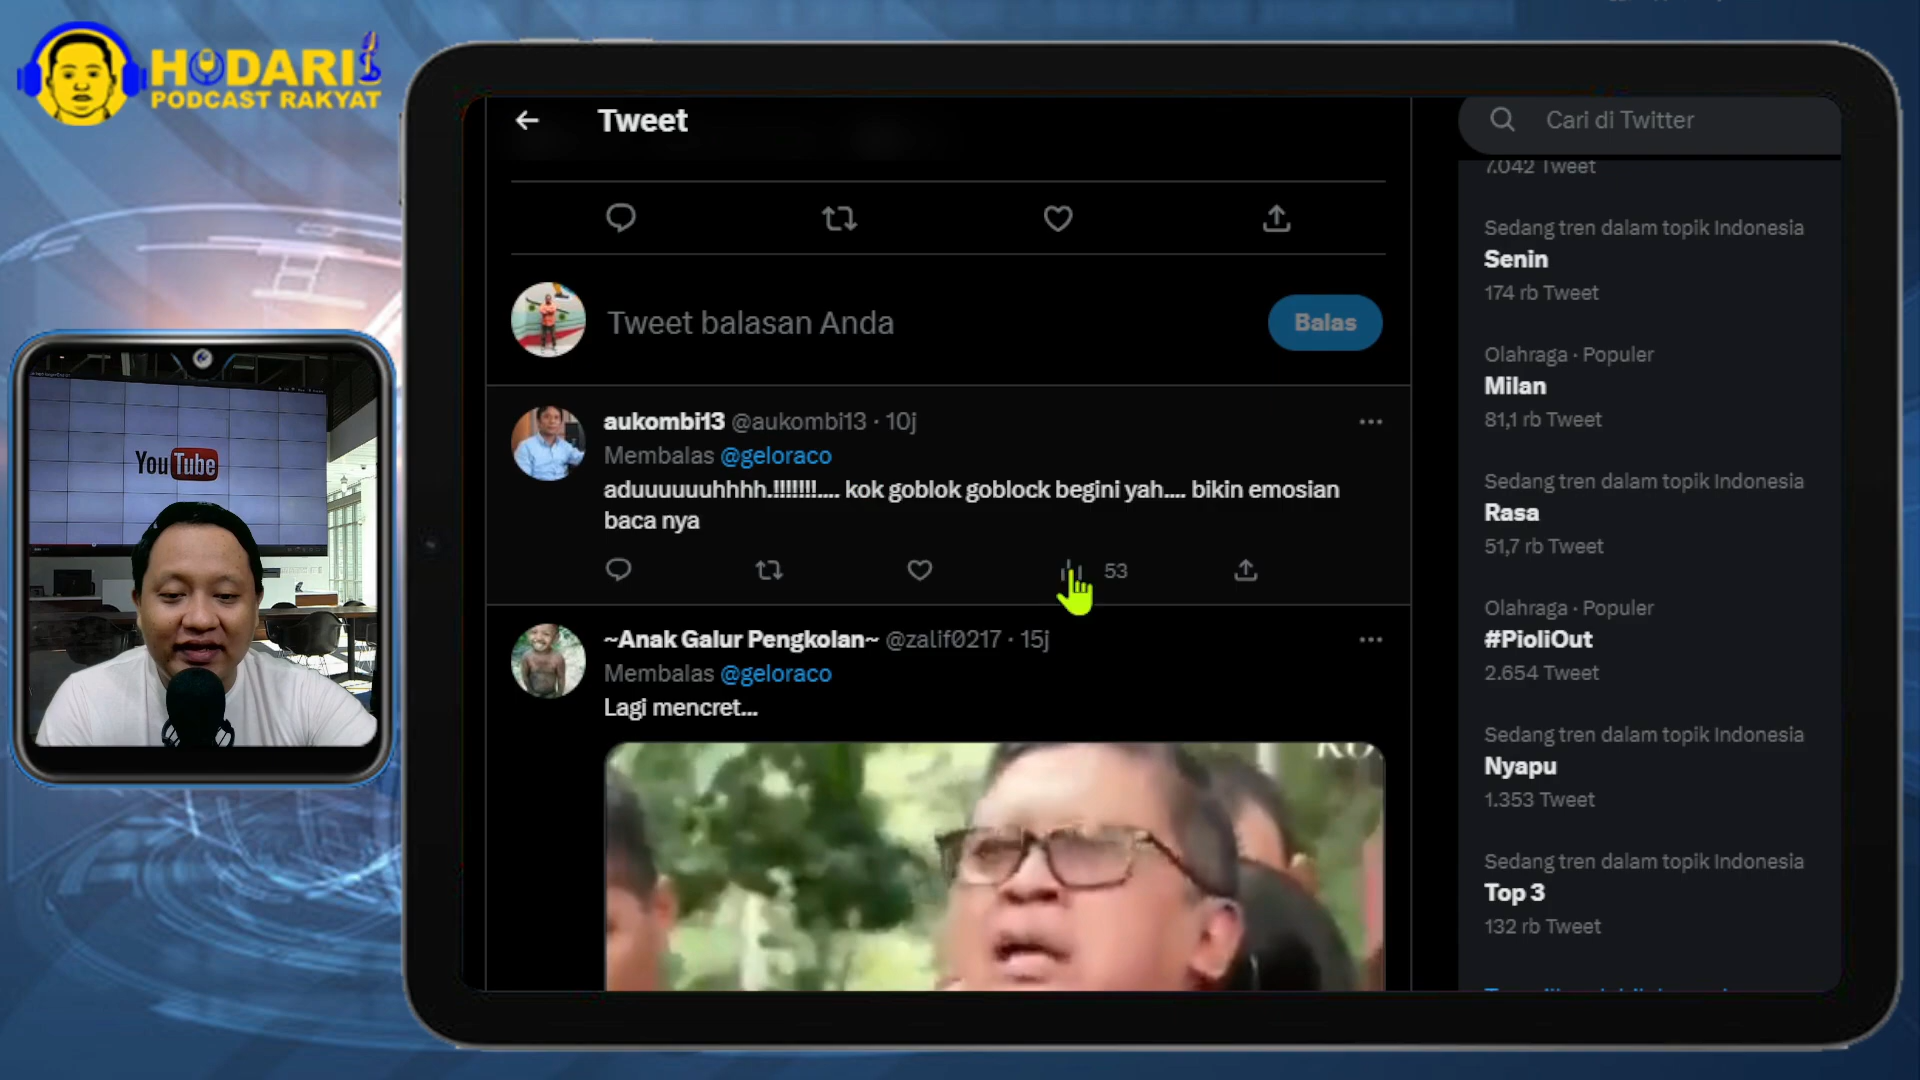 HODARI
PODCAST RAKYAT
YouTube
Tweet
Tweet balasan Anda
Balas
aukombi13 @aukombi13 · 10j
Membalas @geloraco
aduuuuuuhhhh.!!!!!!!.... kok goblok goblock begini yah.... bikin emosian
baca nya
53
~Anak Galur Pengkolan~ @zalif0217 · 15j
Membalas @geloraco
Lagi mencret...
Cari di Twitter
7.042 Tweet
Sedang tren dalam topik Indonesia
Senin
174 rb Tweet
Olahraga · Populer
Milan
81,1 rb Tweet
Sedang tren dalam topik Indonesia
Rasa
51,7 rb Tweet
Olahraga · Populer
#PioliOut
2.654 Tweet
Sedang tren dalam topik Indonesia
Nyapu
1.353 Tweet
Sedang tren dalam topik Indonesia
Top 3
132 rb Tweet